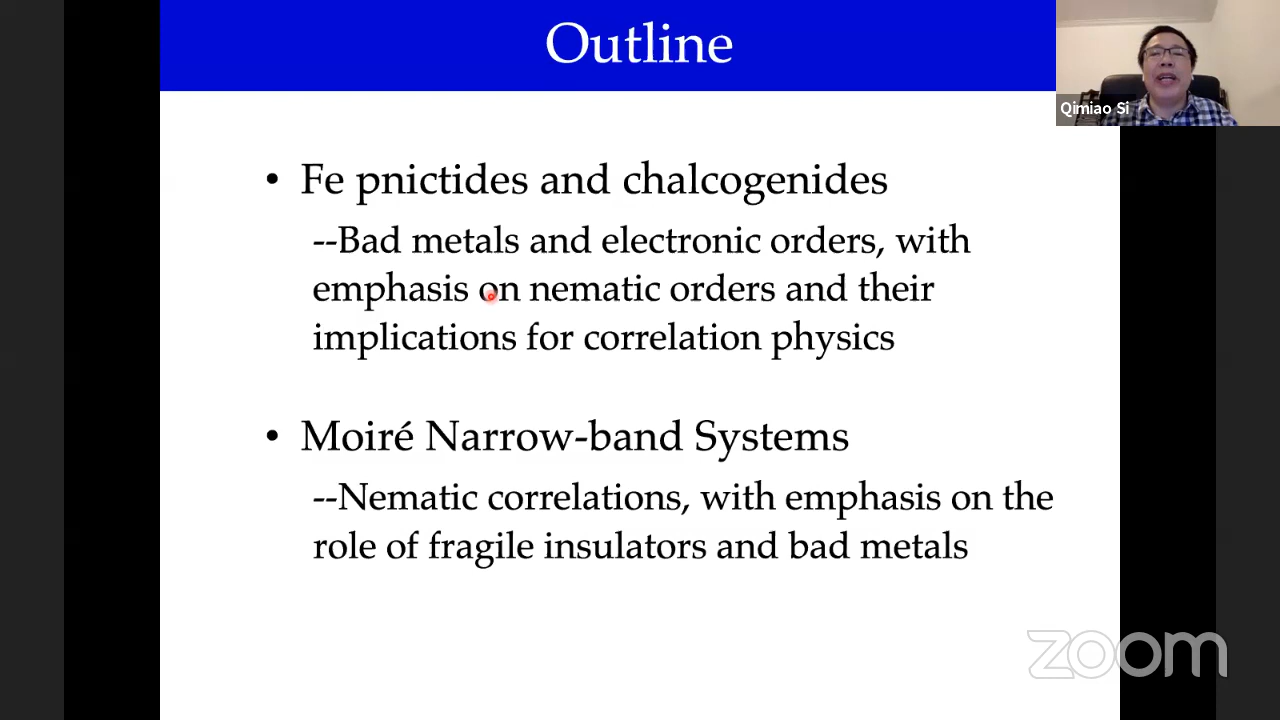 Outline
Qimiao Si
• Fe pnictides and chalcogenides
--Bad metals and electronic orders, with
emphasis on nematic orders and their
implications for correlation physics
• Moiré Narrow-band Systems
--Nematic correlations, with emphasis on the
role of fragile insulators and bad metals
zoom